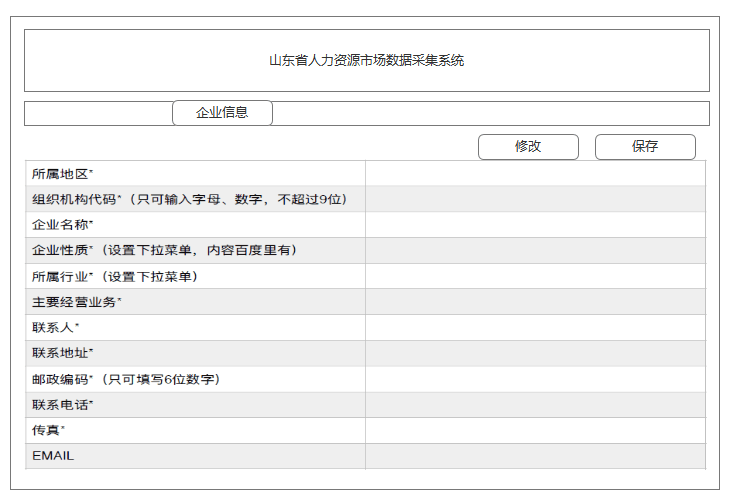 山东省人力资源市场数据采集系统
企业信息
修改 保存
所属地区*
组织机构代码*（只可输入字母、数字，不超过9位）
企业名称*
企业性质*（设置下拉菜单，内容百度里有）
所属行业*（设置下拉菜单）
主要经营业务*
联系人*
联系地址*
邮政编码*（只可填写6位数字）
联系电话*
传真*
EMAIL